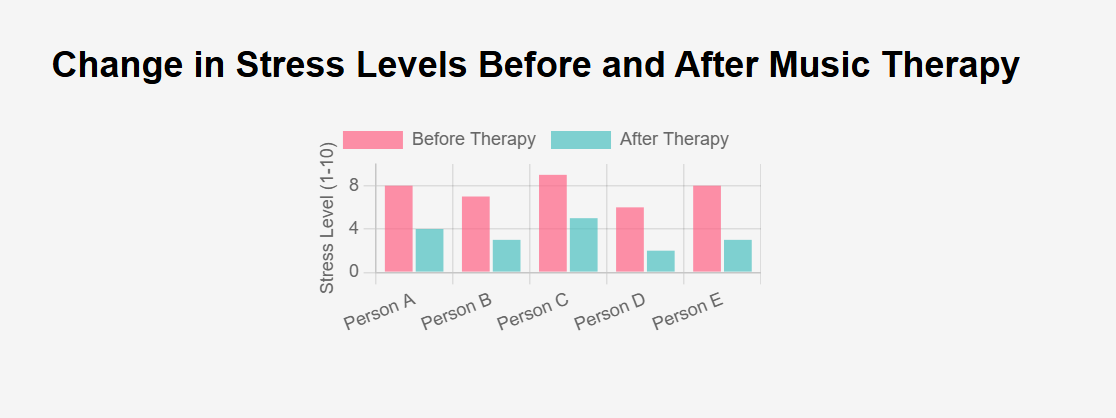 Change in Stress Levels Before and After Music Therapy
Before Therapy
After Therapy
Stress Level (1-10)
8
4
0
Person A
Person B
Person C
Person D
Person E